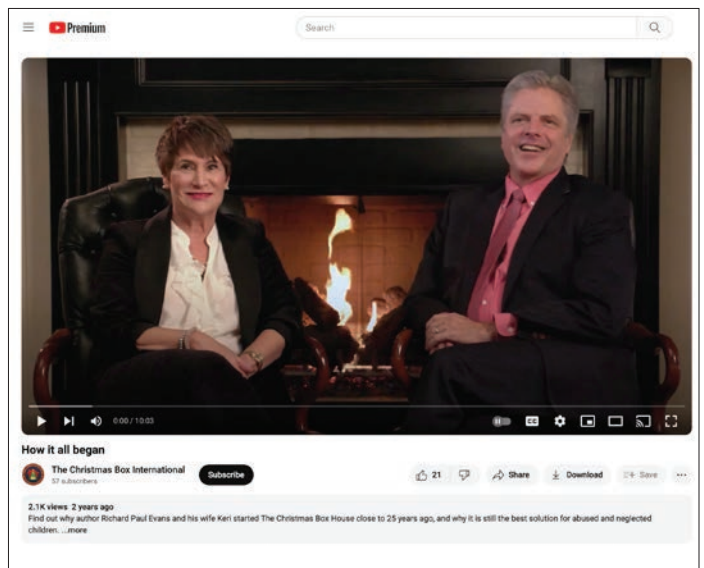 Premium
Search
0:00 / 10:03
CC
How it all began
The Christmas Box International
57 subscribers
Subscribe
21
Share
Download
Save
2.1K views 2 years ago
Find out why author Richard Paul Evans and his wife Keri started The Christmas Box House close to 25 years ago, and why it is still the best solution for abused and neglected
children. ...more